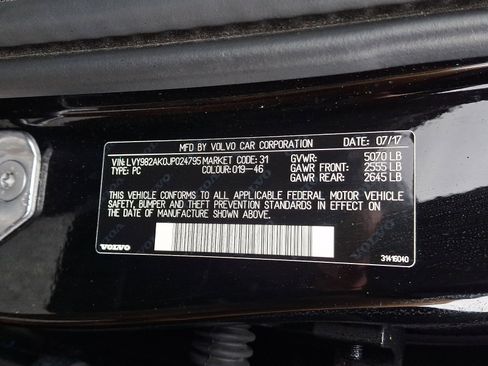 MFD BY VOLVO CAR CORPORATION DATE: 07/17
VIN:LVY982AK0JP024795 MARKET CODE: 31 GVWR: 5070 LB
TYPE: PC COLOUR:019-46 GAWR FRONT: 2555 LB
GAWR REAR: 2645 LB
THIS VEHICLE CONFORMS TO ALL APPLICABLE FEDERAL MOTOR VEHICLE
SAFETY, BUMPER AND THEFT PREVENTION STANDARDS IN EFFECT ON
THE DATE OF MANUFACTURE SHOWN ABOVE.
VOLVO
31416040